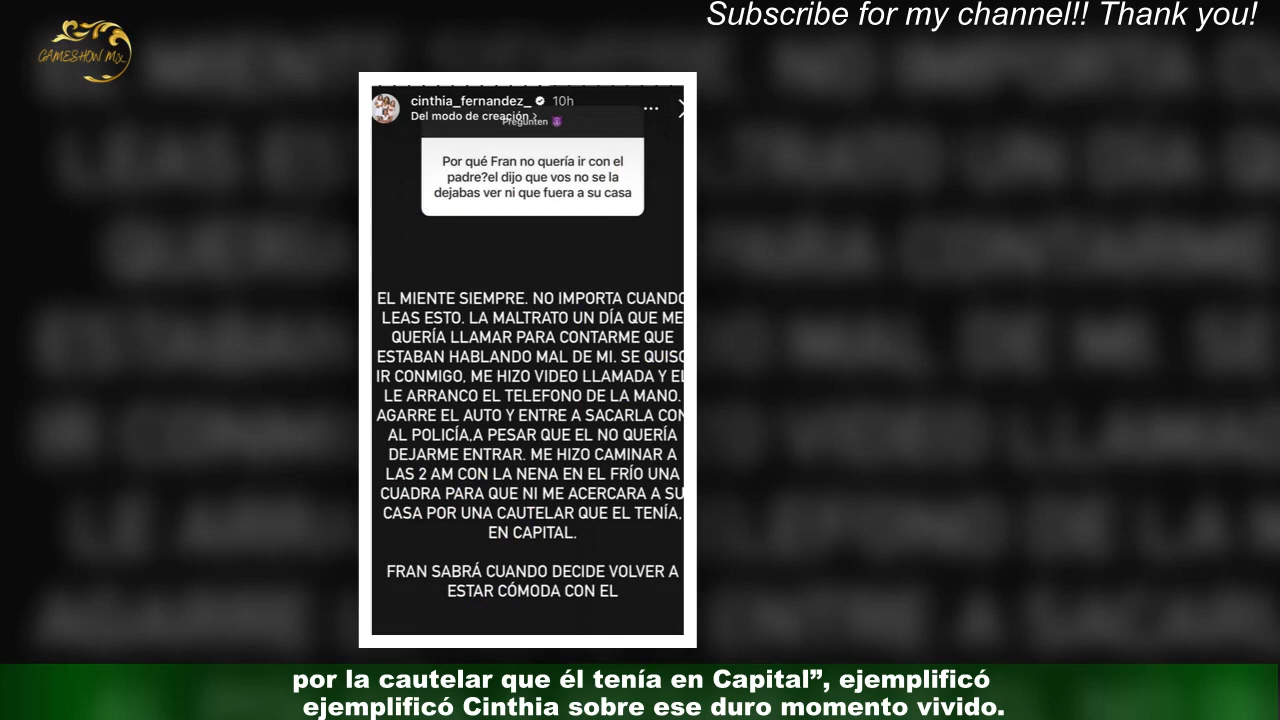 Subscribe for my channel!! Thank you!
GAMESHOW Mx
cinthia_fernandez_ 10h
Del modo de creación >
Pregunten 😈
Por qué Fran no quería ir con el
padre?el dijo que vos no se la
dejabas ver ni que fuera a su casa
EL MIENTE SIEMPRE. NO IMPORTA CUANDO
LEAS ESTO. LA MALTRATO UN DÍA QUE ME
QUERÍA LLAMAR PARA CONTARME QUE
ESTABAN HABLANDO MAL DE MI. SE QUISO
IR CONMIGO, ME HIZO VIDEO LLAMADA Y EL
LE ARRANCO EL TELEFONO DE LA MANO.
AGARRE EL AUTO Y ENTRE A SACARLA CON
AL POLICÍA,A PESAR QUE EL NO QUERÍA
DEJARME ENTRAR. ME HIZO CAMINAR A
LAS 2 AM CON LA NENA EN EL FRÍO UNA
CUADRA PARA QUE NI ME ACERCARA A SU
CASA POR UNA CAUTELAR QUE EL TENÍA,
EN CAPITAL.
FRAN SABRÁ CUANDO DECIDE VOLVER A
ESTAR CÓMODA CON EL
por la cautelar que él tenía en Capital”, ejemplificó
ejemplificó Cinthia sobre ese duro momento vivido.